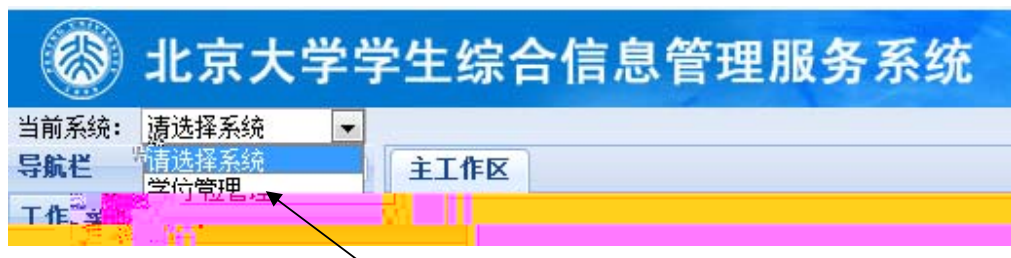 北京大学学生综合信息管理服务系统
当前系统: 请选择系统
导航栏 请选择系统 主工作区
学位管理
工作